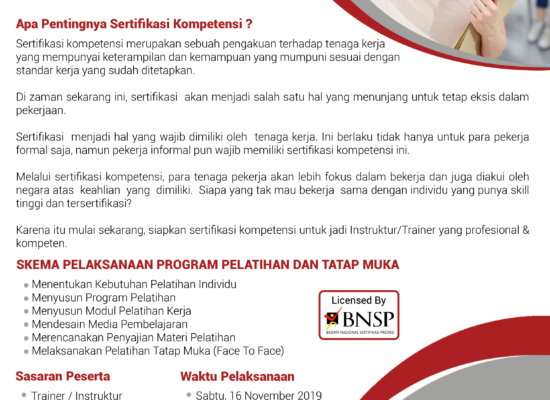 Apa Pentingnya Sertifikasi Kompetensi ?
Sertifikasi kompetensi merupakan sebuah pengakuan terhadap tenaga kerja
yang mempunyai keterampilan dan kemampuan yang mumpuni sesuai dengan
standar kerja yang sudah ditetapkan.
Di zaman sekarang ini, sertifikasi akan menjadi salah satu hal yang menunjang untuk tetap eksis dalam
pekerjaan.
Sertifikasi menjadi hal yang wajib dimiliki oleh tenaga kerja. Ini berlaku tidak hanya untuk para pekerja
formal saja, namun pekerja informal pun wajib memiliki sertifikasi kompetensi ini.
Melalui sertifikasi kompetensi, para tenaga pekerja akan lebih fokus dalam bekerja dan juga diakui oleh
negara atas keahlian yang dimiliki. Siapa yang tak mau bekerja sama dengan individu yang punya skill
tinggi dan tersertifikasi?
Karena itu mulai sekarang, siapkan sertifikasi kompetensi untuk jadi Instruktur/Trainer yang profesional &
kompeten.
SKEMA PELAKSANAAN PROGRAM PELATIHAN DAN TATAP MUKA
Menentukan Kebutuhan Pelatihan Individu
Menyusun Program Pelatihan
Menyusun Modul Pelatihan Kerja
Mendesain Media Pembelajaran
Merencanakan Penyajian Materi Pelatihan
Melaksanakan Pelatihan Tatap Muka (Face To Face)
Licensed By
BNSP
BADAN NASIONAL SERTIFIKASI PROFESI
Sasaran Peserta
Trainer / Instruktur
Waktu Pelaksanaan
Sabtu, 16 November 2019